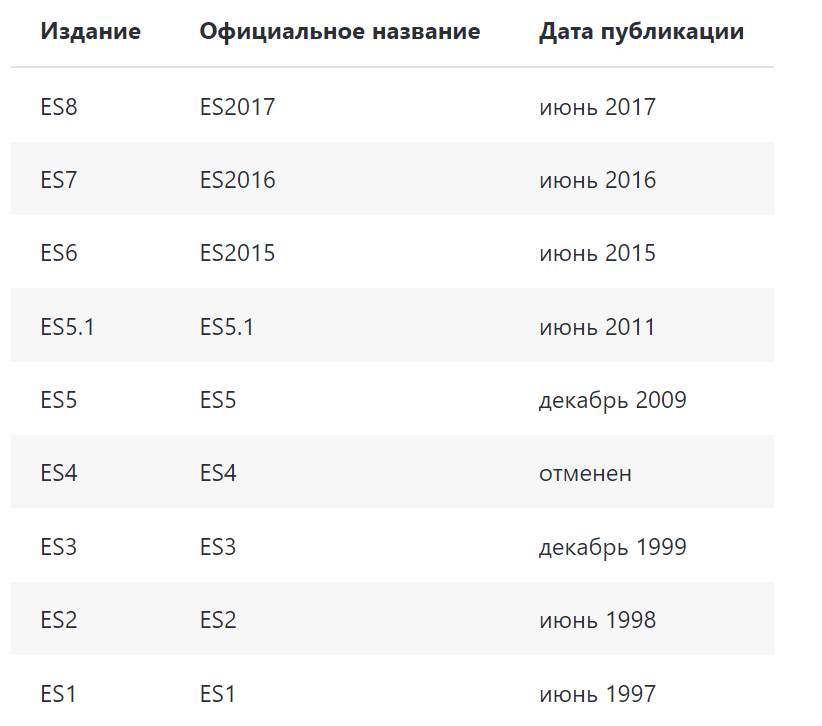 Издание Официальное название Дата публикации
ES8 ES2017 июнь 2017
ES7 ES2016 июнь 2016
ES6 ES2015 июнь 2015
ES5.1 ES5.1 июнь 2011
ES5 ES5 декабрь 2009
ES4 ES4 отменен
ES3 ES3 декабрь 1999
ES2 ES2 июнь 1998
ES1 ES1 июнь 1997